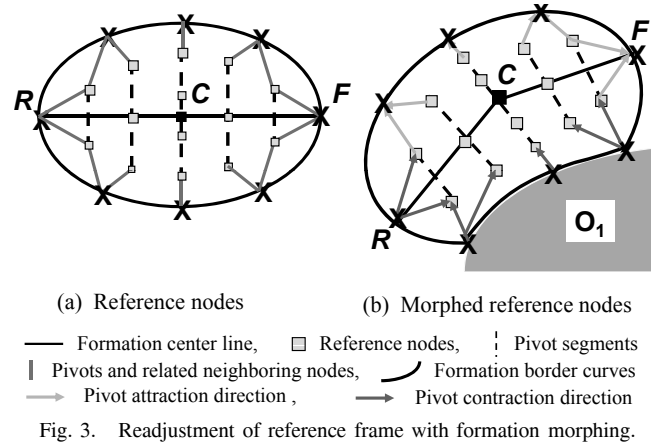 X X X
R X C X F
X X X
X X F
C
X
X X
R X X
O1
(a) Reference nodes (b) Morphed reference nodes
Formation center line, Reference nodes, Pivot segments
Pivots and related neighboring nodes, Formation border curves
Pivot attraction direction , Pivot contraction direction
Fig. 3. Readjustment of reference frame with formation morphing.